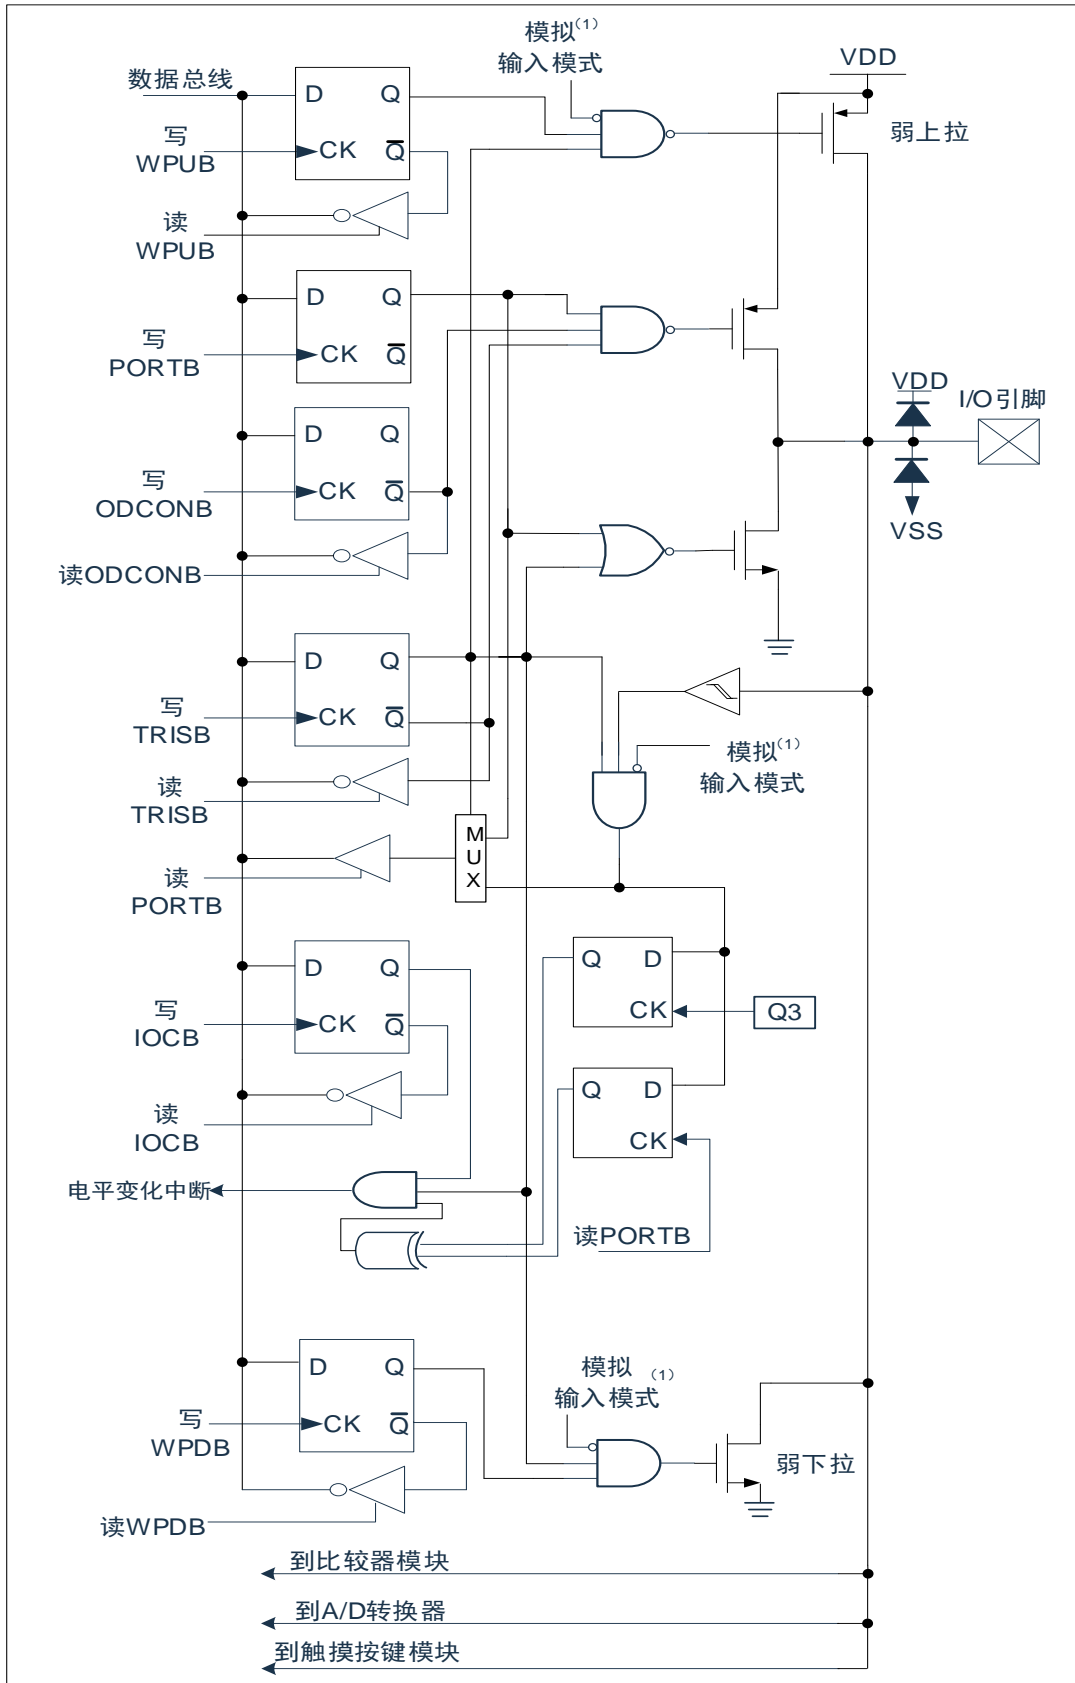 模拟(1)
输入模式
VDD
数据总线
D Q
弱上拉
写
WPUB
CK Q
读
WPUB
D Q
写
PORTB
CK Q
VDD
I/O引脚
D Q
写
ODCONB
CK Q
VSS
读ODCONB
D Q
写
TRISB
CK Q
模拟(1)
输入模式
读
TRISB
M
U
X
读
PORTB
Q D
D Q
写
IOCB
CK Q
CK
Q3
Q D
读
IOCB
CK
电平变化中断
读PORTB
D Q
模拟(1)
输入模式
写
WPDB
CK Q
弱下拉
读WPDB
到比较器模块
到A/D转换器
到触摸按键模块